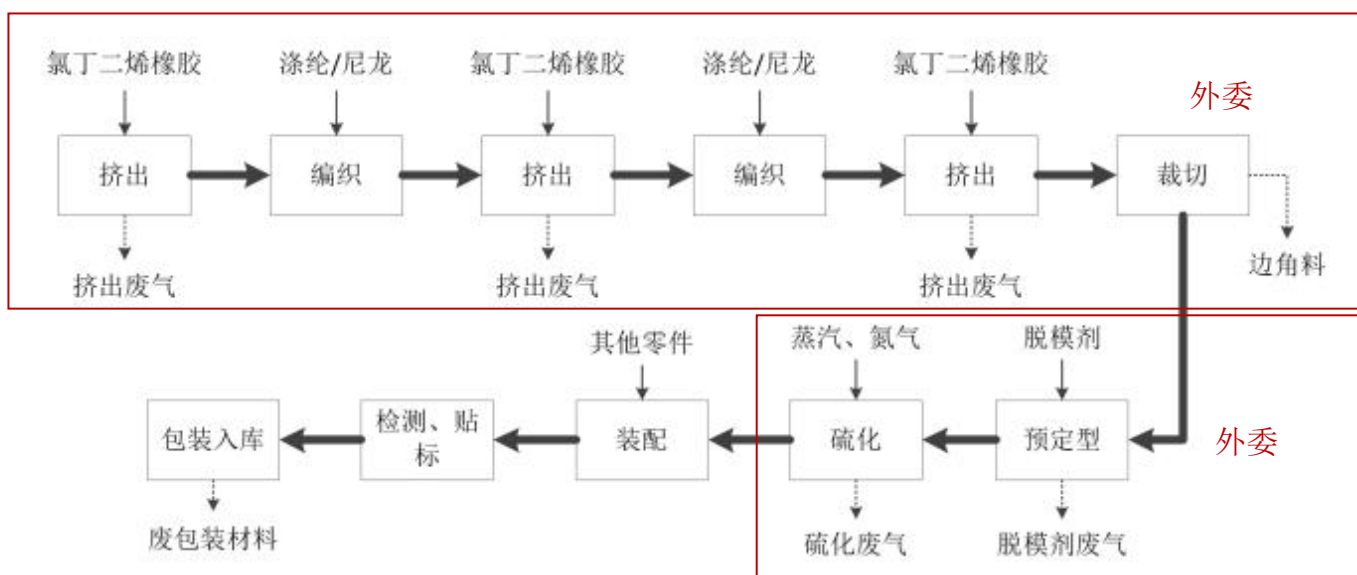 氯丁二烯橡胶 涤纶/尼龙 氯丁二烯橡胶 涤纶/尼龙 氯丁二烯橡胶
外委
挤出 编织 挤出 编织 挤出 裁切
挤出废气 挤出废气 挤出废气 边角料
其他零件 蒸汽、氮气 脱模剂
包装入库 检测、贴
标 装配 硫化 预定型 外委
废包装材料 硫化废气 脱模剂废气